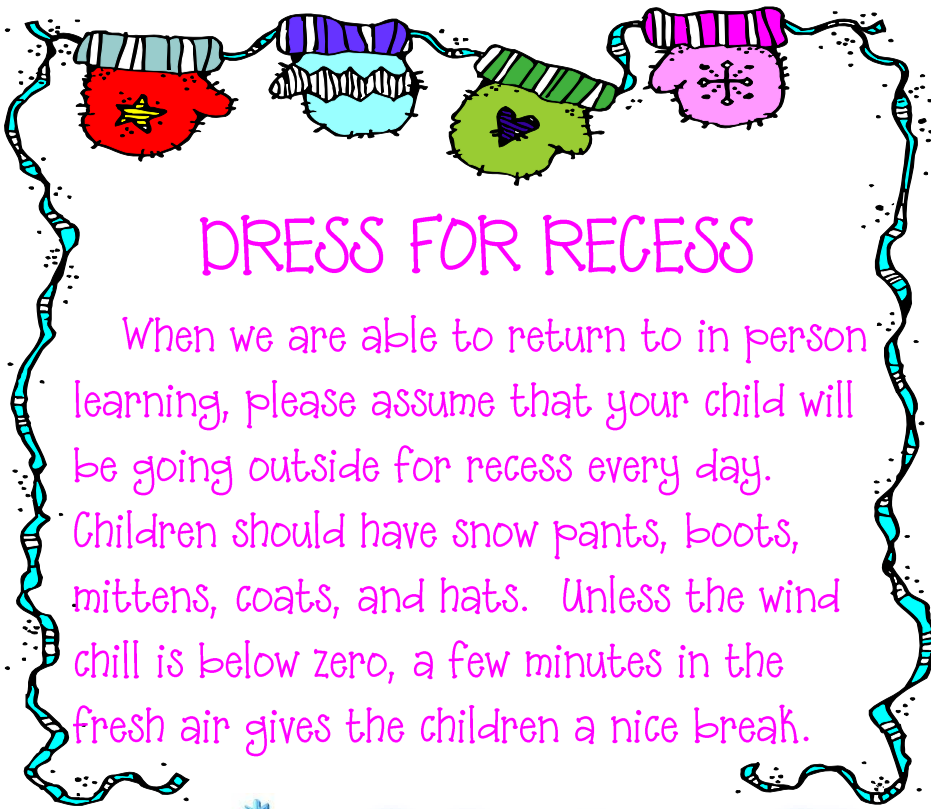 DRESS FOR RECESS
When we are able to return to in person
learning, please assume that your child will
be going outside for recess every day.
Children should have snow pants, boots,
mittens, coats, and hats. Unless the wind
chill is below zero, a few minutes in the
fresh air gives the children a nice break.